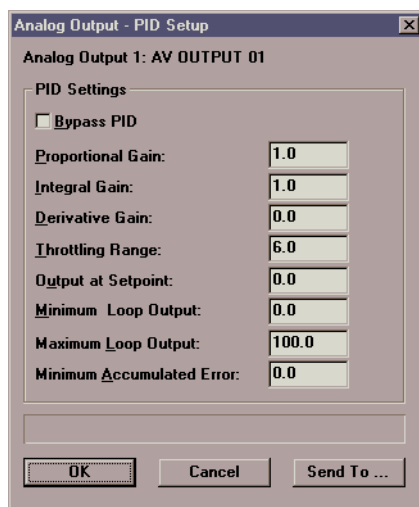 Analog Output - PID Setup
Analog Output 1: AV OUTPUT 01
PID Settings
Bypass PID
Proportional Gain: 1.0
Integral Gain: 1.0
Derivative Gain: 0.0
Throttling Range: 6.0
Output at Setpoint: 0.0
Minimum Loop Output: 0.0
Maximum Loop Output: 100.0
Minimum Accumulated Error: 0.0
OK Cancel Send To ...